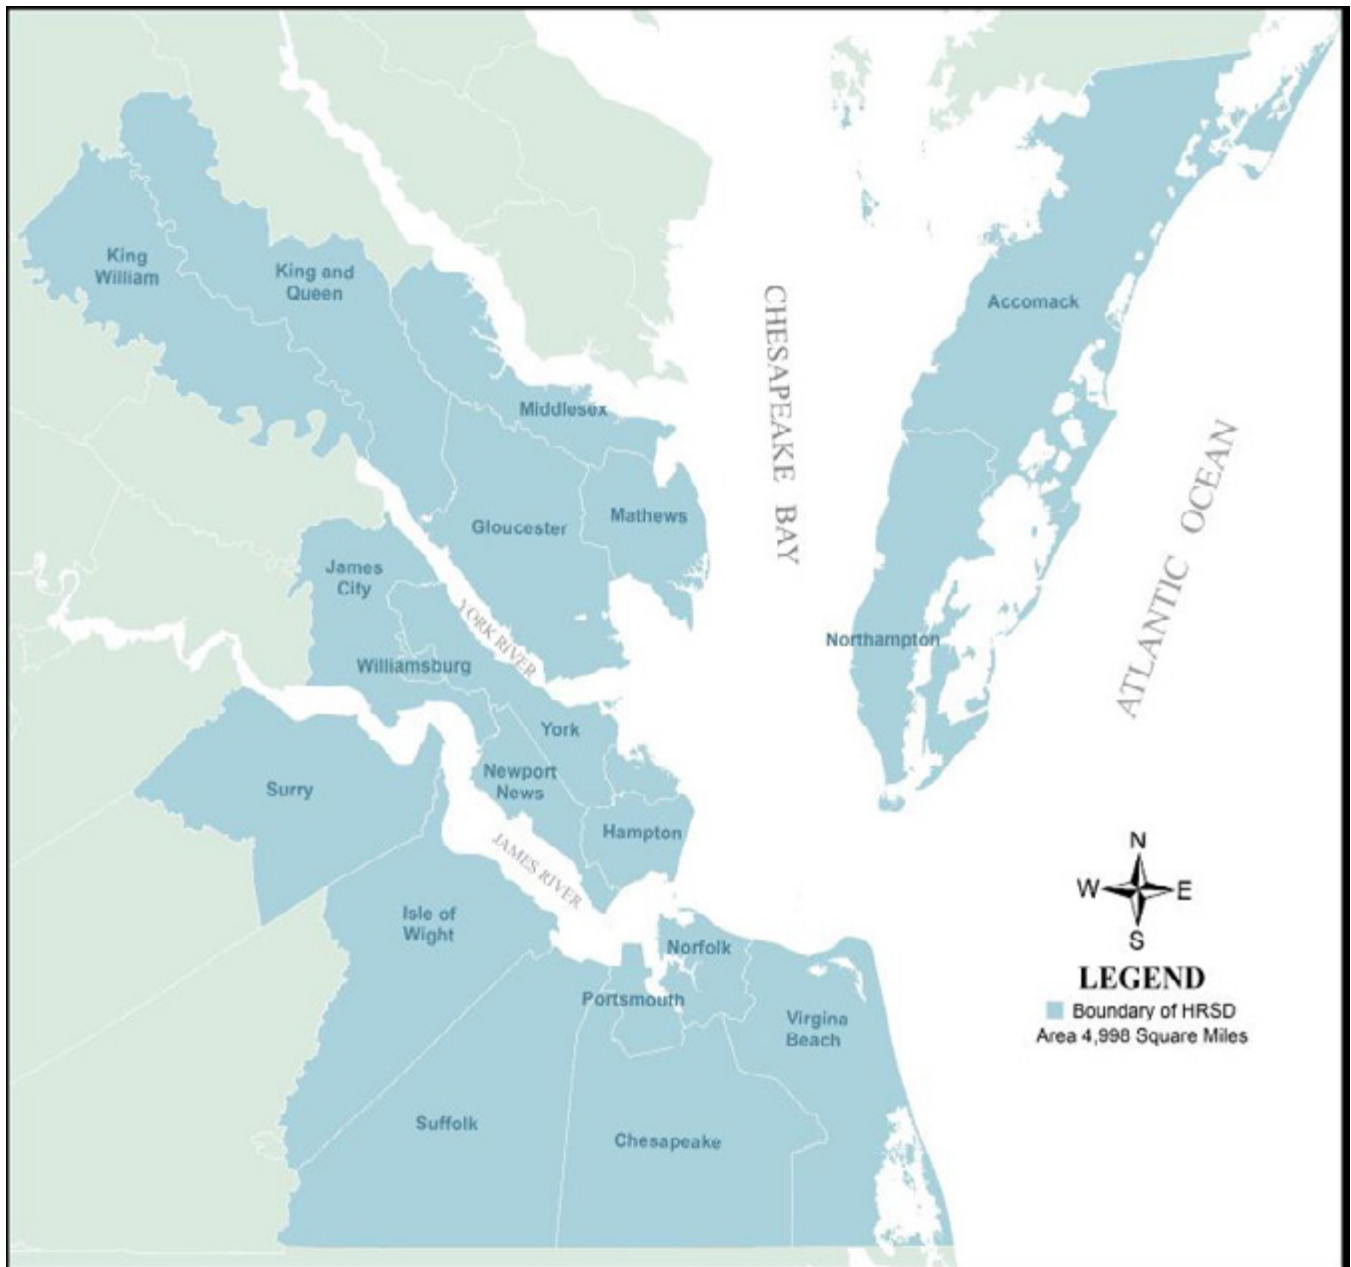 King
William
King and
Queen
Accomack
CHESAPEAKE BAY
Middlesex
ATLANTIC OCEAN
Gloucester
Mathews
James
City
YORK RIVER
Northampton
Williamsburg
York
Newport
News
Surry
Hampton
JAMES RIVER
Isle of
Wight
Norfolk
Portsmouth
Virgina
Beach
Suffolk
Chesapeake
N
W E
S
LEGEND
Boundary of HRSD
Area 4,998 Square Miles